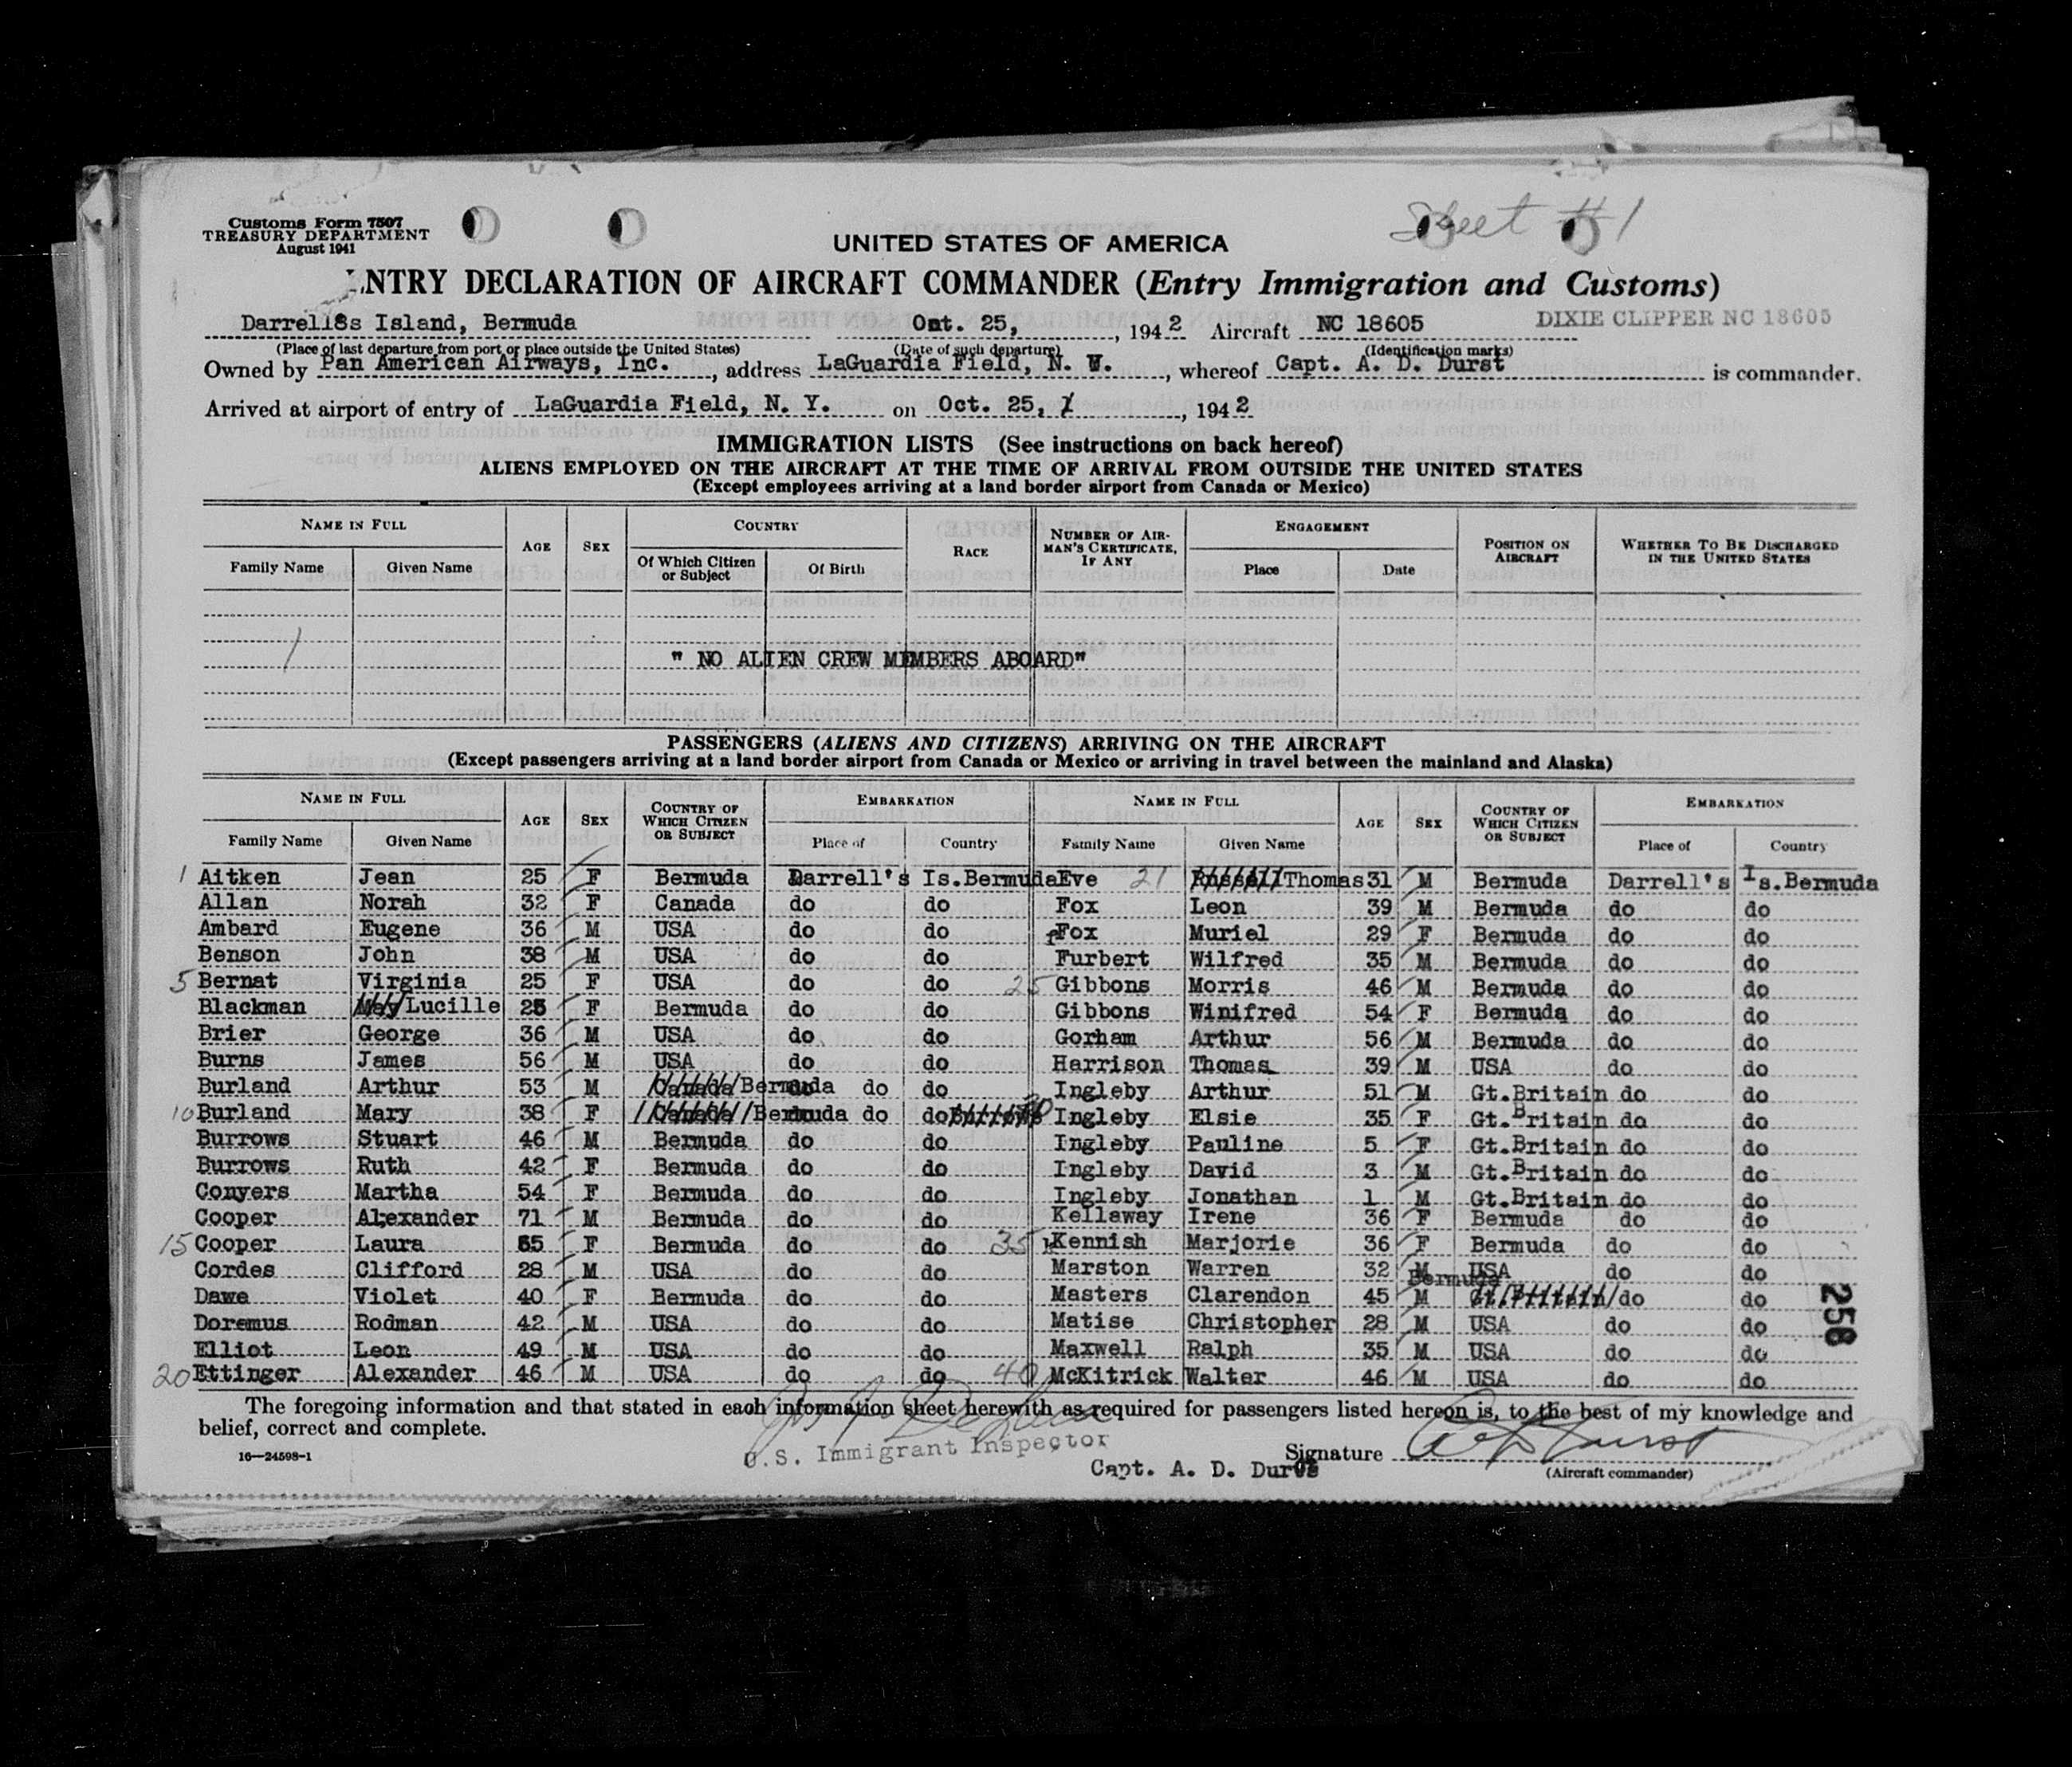 Sheet #1
Customs Form 7507
TREASURY DEPARTMENT
August 1941
UNITED STATES OF AMERICA
ENTRY DECLARATION OF AIRCRAFT COMMANDER (Entry Immigration and Customs)
Darrell8s Island, Bermuda Oct. 25, , 1942 Aircraft NC 18605 DIXIE CLIPPER NC 18605
(Place of last departure from port or place outside the United States) (Date of such departure) (Identification marks)
Owned by Pan American Airways, Inc. , address LaGuardia Field, N. Y. , whereof Capt. A. D. Durst is commander.
Arrived at airport of entry of LaGuardia Field, N. Y. on Oct. 25, , 1942
IMMIGRATION LISTS (See instructions on back hereof)
ALIENS EMPLOYED ON THE AIRCRAFT AT THE TIME OF ARRIVAL FROM OUTSIDE THE UNITED STATES
(Except employees arriving at a land border airport from Canada or Mexico)
NAME IN FULL AGE SEX COUNTRY RACE NUMBER OF AIRMAN'S CERTIFICATE, IF ANY ENGAGEMENT POSITION ON AIRCRAFT WHETHER TO BE DISCHARGED IN THE UNITED STATES
Family Name Given Name Of Which Citizen or Subject Of Birth Place Date
" NO ALIEN CREW MEMBERS ABOARD"
PASSENGERS (ALIENS AND CITIZENS) ARRIVING ON THE AIRCRAFT
(Except passengers arriving at a land border airport from Canada or Mexico or arriving in travel between the mainland and Alaska)
NAME IN FULL AGE SEX COUNTRY OF WHICH CITIZEN OR SUBJECT EMBARKATION NAME IN FULL AGE SEX COUNTRY OF WHICH CITIZEN OR SUBJECT EMBARKATION
Family Name Given Name Place of Country Family Name Given Name Place of Country
1 Aitken Jean 25 F Bermuda Darrell's Is.Bermuda Eve 21 Russell Thomas 31 M Bermuda Darrell's Is.Bermuda
Allan Norah 32 F Canada do do Fox Leon 39 M Bermuda do do
Ambard Eugene 36 M USA do do Fox Muriel 29 F Bermuda do do
Benson John 38 M USA do do Furbert Wilfred 35 M Bermuda do do
5 Bernat Virginia 25 F USA do do 25 Gibbons Morris 46 M Bermuda do do
Blackman May Lucille 25 F Bermuda do do Gibbons Winifred 54 F Bermuda do do
Brier George 36 M USA do do Gorham Arthur 56 M Bermuda do do
Burns James 56 M USA do do Harrison Thomas 39 M USA do do
Burland Arthur 53 M Canada Bermuda do do do Ingleby Arthur 51 M Gt.Britain do do
10 Burland Mary 38 F Canada Bermuda do do do 30 Ingleby Elsie 35 F Gt.Britain do do
Burrows Stuart 46 M Bermuda do do Ingleby Pauline 5 F Gt.Britain do do
Burrows Ruth 42 F Bermuda do do Ingleby David 3 M Gt.Britain do do
Conyers Martha 54 F Bermuda do do Ingleby Jonathan 1 M Gt.Britain do do
Cooper Alexander 71 M Bermuda do do Kellaway Irene 36 F Bermuda do do
15 Cooper Laura 65 F Bermuda do do 35 Kennish Marjorie 36 F Bermuda do do
Cordes Clifford 28 M USA do do Marston Warren 32 M USA do do
Dawe Violet 40 F Bermuda do do Masters Clarendon 45 M Bermuda Gt.Britain do do
Doremus Rodman 42 M USA do do Matise Christopher 28 M USA do do
Elliot Leon 49 M USA do do Maxwell Ralph 35 M USA do do
20 Ettinger Alexander 46 M USA do do 40 McKitrick Walter 46 M USA do do
258
The foregoing information and that stated in each information sheet herewith as required for passengers listed hereon is, to the best of my knowledge and
belief, correct and complete.
16—24598-1
U.S. Immigrant Inspector
Signature A D Durst
Capt. A. D. Durst
(Aircraft commander)